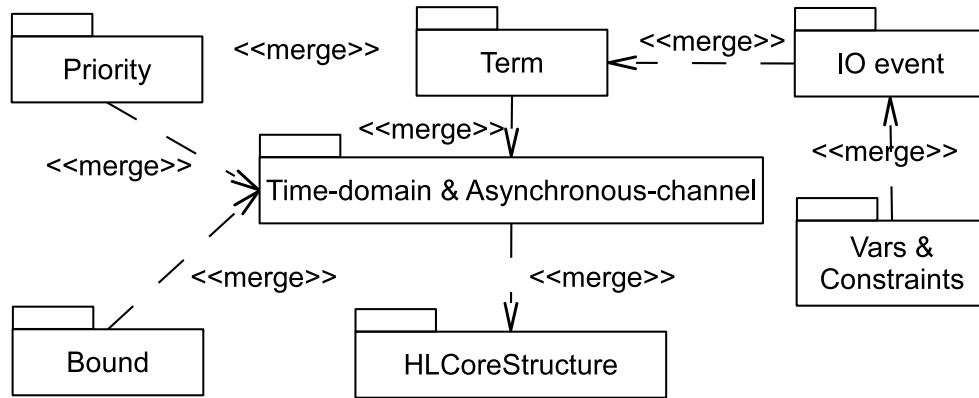 Priority
<<merge>>
Term
<<merge>>
IO event
<<merge>>
<<merge>>
<<merge>>
Time-domain & Asynchronous-channel
Vars &
Constraints
<<merge>>
<<merge>>
Bound
HLCoreStructure